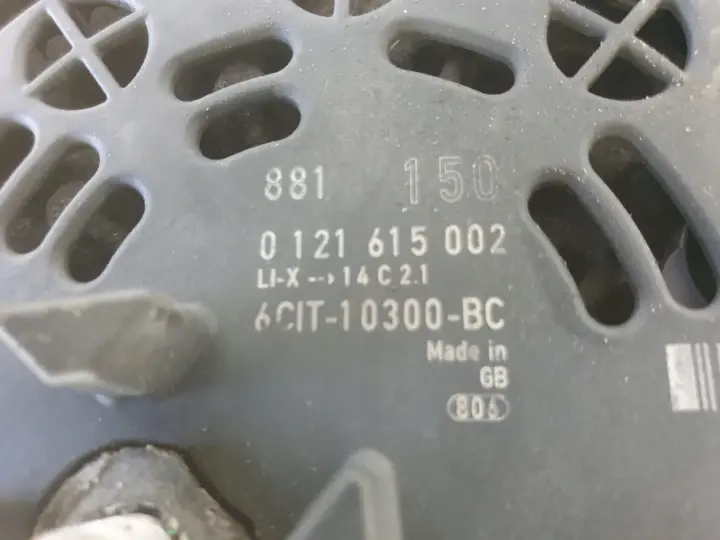 881 150
0 121 615 002
LI-X --> 14 C 2.1
6C1T-10300-BC
Made in
GB
806